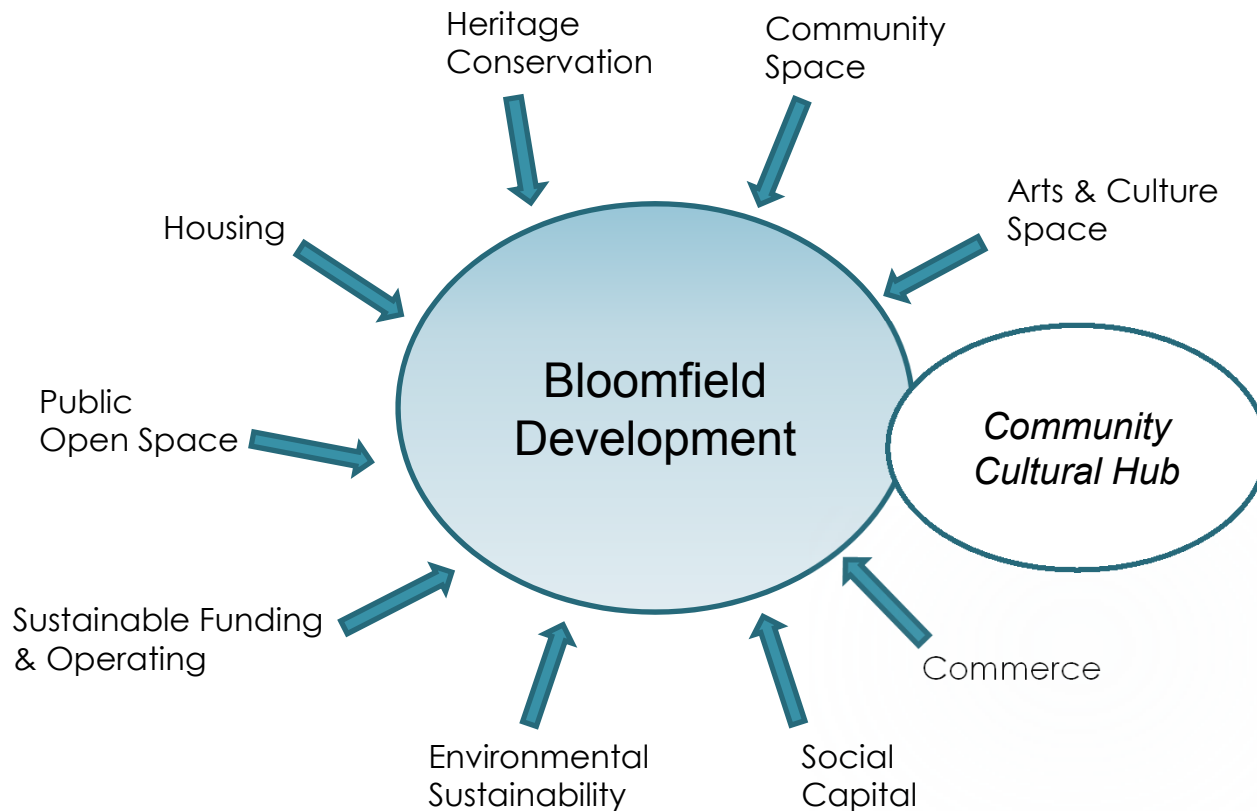 Heritage
Conservation
Community
Space
Arts & Culture
Space
Housing
Public
Open Space
Bloomfield
Development
Community
Cultural Hub
Sustainable Funding
& Operating
Commerce
Environmental
Sustainability
Social
Capital